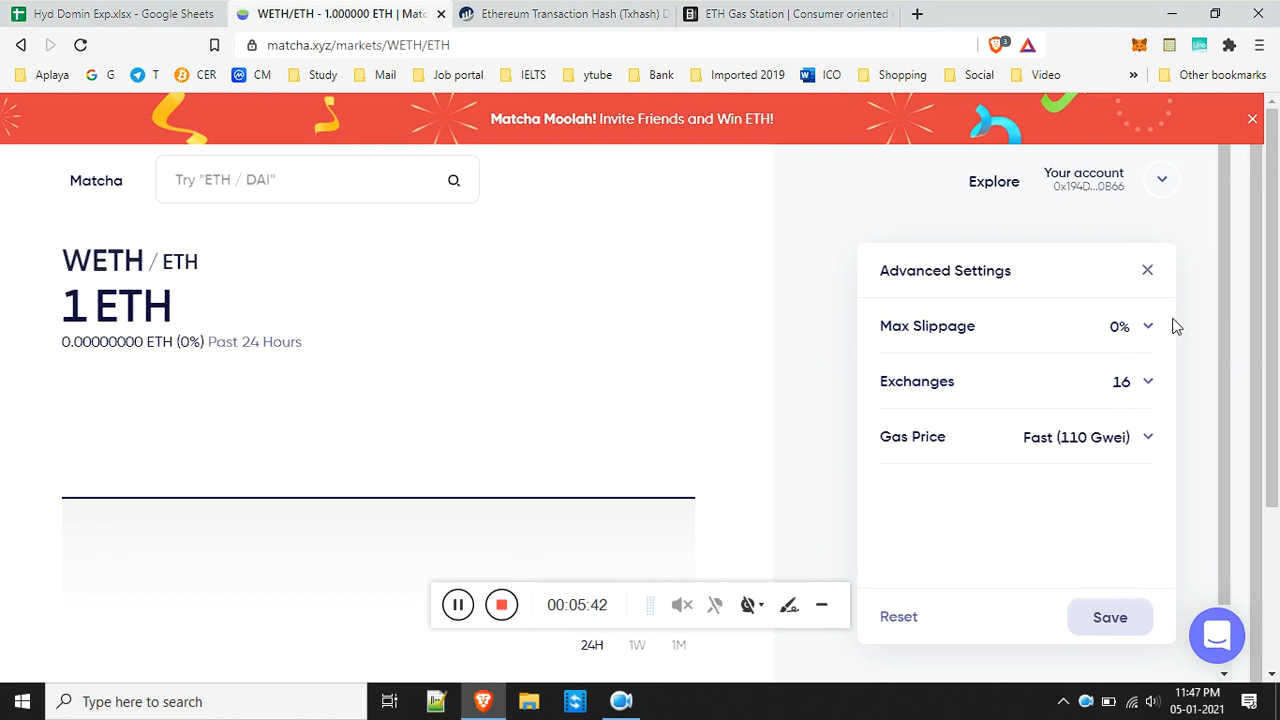 Hyd Domin Exp.xlsx - Google Sheets
WETH/ETH - 1.000000 ETH | Matc
Ethereum Transaction Hash (Txhash) D
ETH Gas Station | Consumer oriented
matcha.xyz/markets/WETH/ETH
3
Aplaya
G
T
CER
CM
Study
Mail
Job portal
IELTS
ytube
Bank
Imported 2019
ICO
Shopping
Social
Video
Other bookmarks
Matcha Moolah! Invite Friends and Win ETH!
Matcha
Try "ETH / DAI"
Explore
Your account
0x194D...0B66
WETH / ETH
1 ETH
0.00000000 ETH (0%) Past 24 Hours
Advanced Settings
Max Slippage 0%
Exchanges 16
Gas Price Fast (110 Gwei)
Reset
Save
00:05:42
24H 1W 1M
Type here to search
11:47 PM
05-01-2021